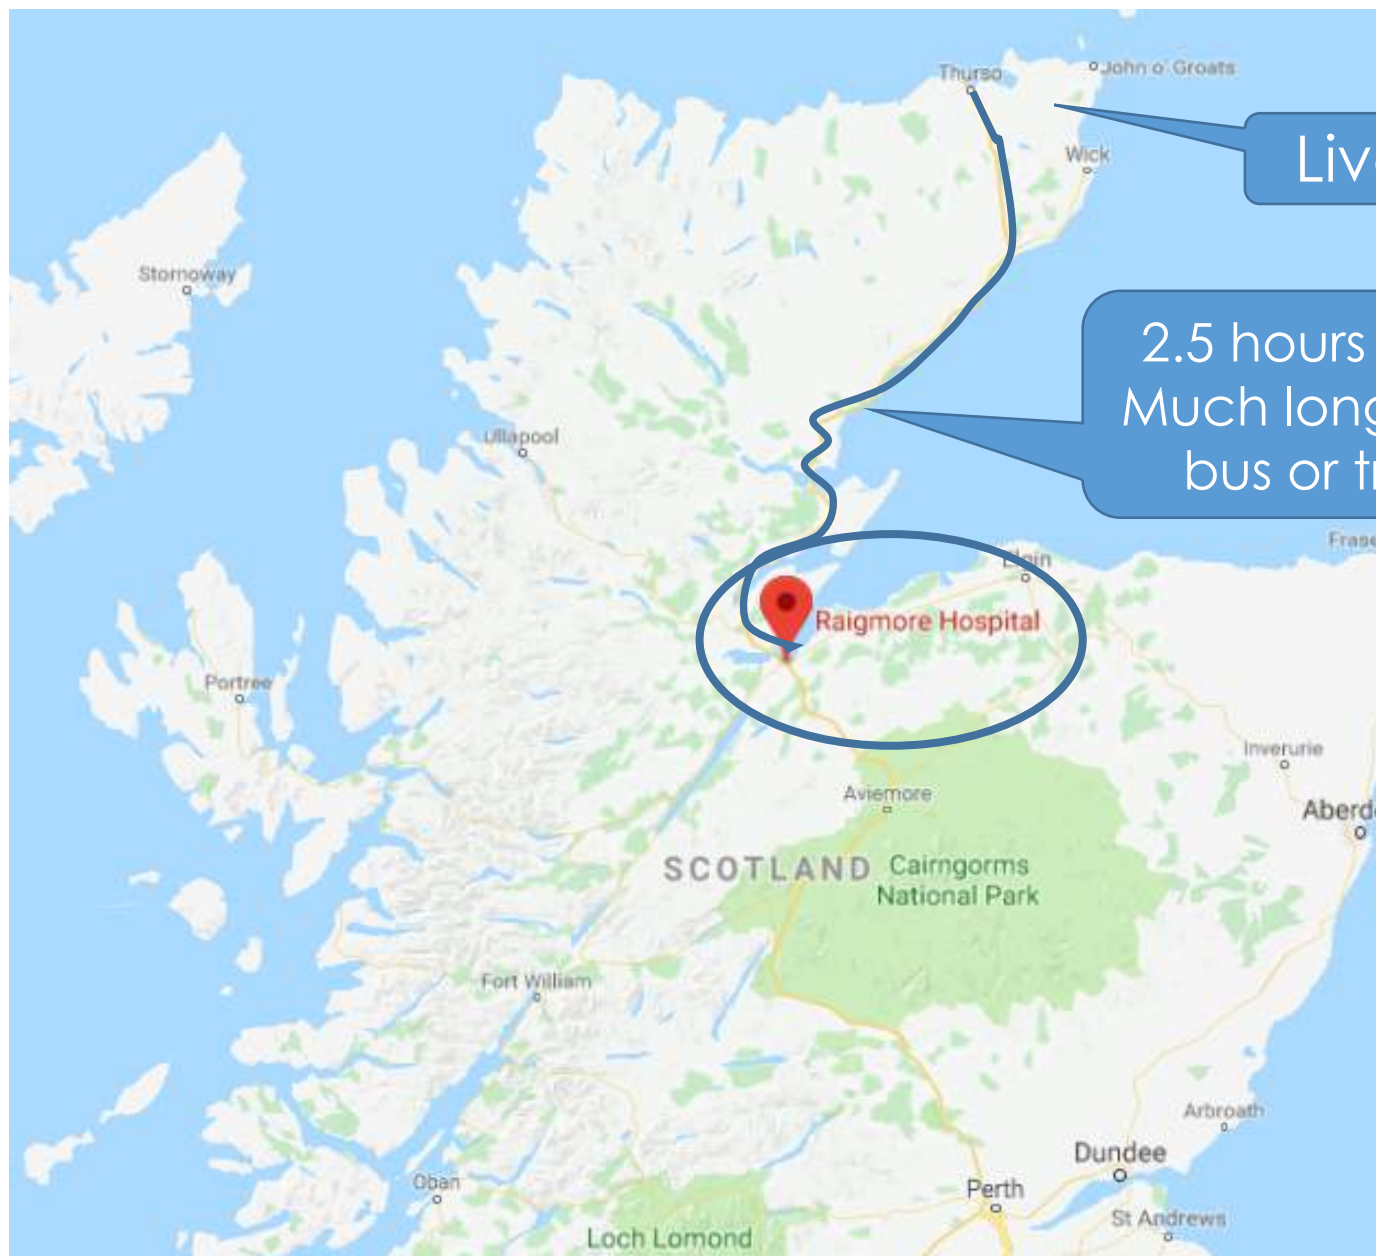 Thurso
John o' Groats
Wick
Stornoway
2.5 hours
Much
bus or
Ullapool
Elgin
Raigmore Hospital
Portree
Inverurie
Aviemore
SCOTLAND
Cairngorms
National Park
Fort William
Arbroath
Dundee
Oban
Perth
St Andrews
Loch Lomond